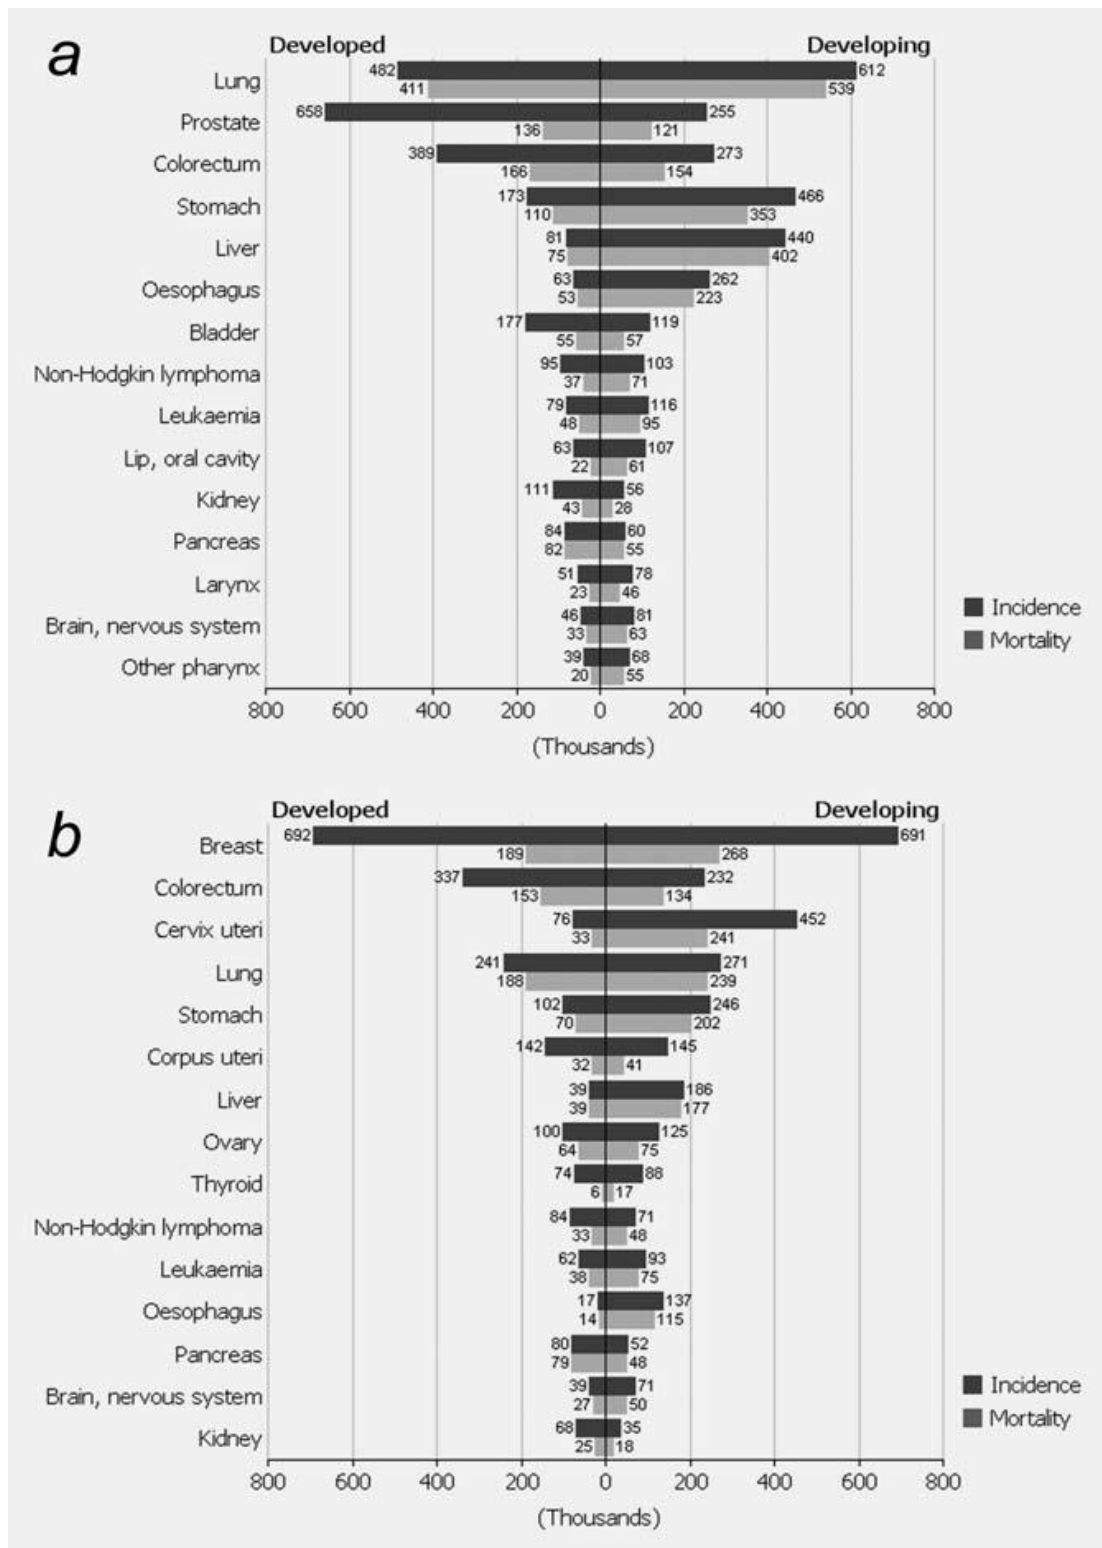 a
Developed Developing
482 612
Lung
411 539
658 255
Prostate
136 121
389 273
Colorectum
166 154
173 466
Stomach
110 353
81 440
Liver
75 402
63 262
Oesophagus
53 223
177 119
Bladder
55 57
95 103
Non-Hodgkin lymphoma
37 71
79 116
Leukaemia
48 95
63 107
Lip, oral cavity
22 61
111 56
Kidney
43 28
84 60
Pancreas
82 55
51 78
Larynx
23 46
46 81
Brain, nervous system
33 63
39 68
Other pharynx
20 55
Incidence
Mortality
800 600 400 200 0 200 400 600 800
(Thousands)
b
Developed Developing
692 691
Breast
189 268
337 232
Colorectum
153 134
76 452
Cervix uteri
33 241
241 271
Lung
188 239
102 246
Stomach
70 202
142 145
Corpus uteri
32 41
39 186
Liver
39 177
100 125
Ovary
64 75
74 88
Thyroid
6 17
84 71
Non-Hodgkin lymphoma
33 48
62 93
Leukaemia
38 75
17 137
Oesophagus
14 115
80 52
Pancreas
79 48
39 71
Brain, nervous system
27 50
68 35
Kidney
25 18
Incidence
Mortality
800 600 400 200 0 200 400 600 800
(Thousands)